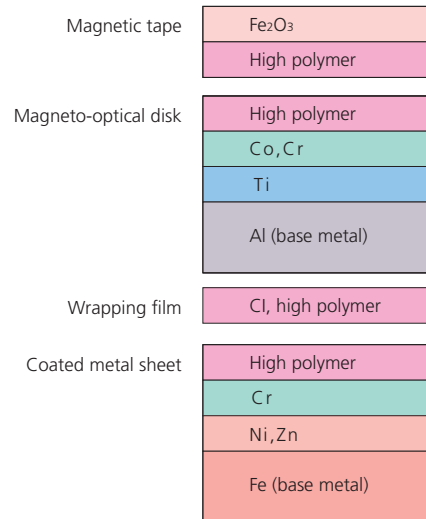 Magnetic tape
Fe2O3
High polymer
Magneto-optical disk
High polymer
Co,Cr
Ti
Al (base metal)
Wrapping film
CI, high polymer
Coated metal sheet
High polymer
Cr
Ni,Zn
Fe (base metal)